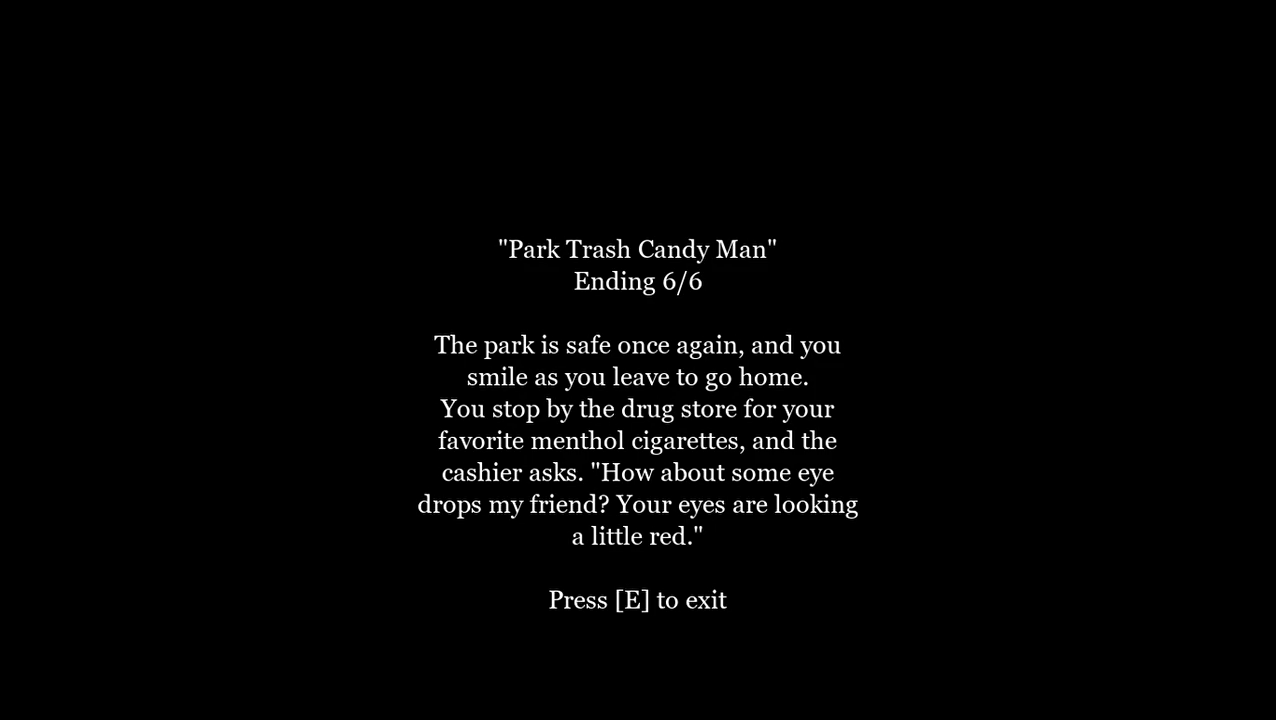 "Park Trash Candy Man"
Ending 6/6
The park is safe once again, and you
smile as you leave to go home.
You stop by the drug store for your
favorite menthol cigarettes, and the
cashier asks. "How about some eye
drops my friend? Your eyes are looking
a little red."
Press [E] to exit